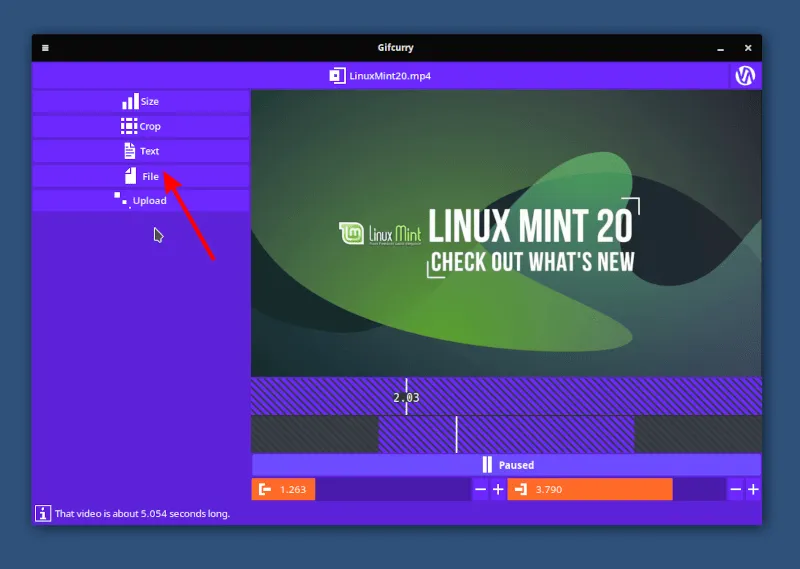 Gifcurry
LinuxMint20.mp4
Size
Crop
Text
File
Upload
Linux Mint
LINUX MINT 20
CHECK OUT WHAT'S NEW
2.03
Paused
1.263
3.790
That video is about 5.054 seconds long.